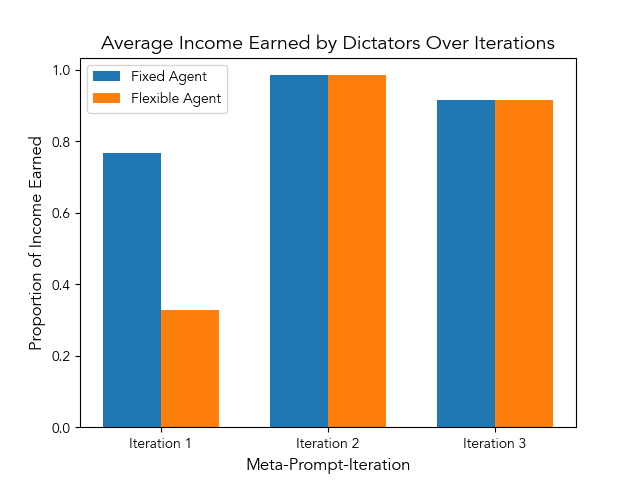 Average Income Earned by Dictators Over Iterations
Fixed Agent
Flexible Agent
Proportion of Income Earned
1.0
0.8
0.6
0.4
0.2
0.0
Iteration 1
Iteration 2
Iteration 3
Meta-Prompt-Iteration